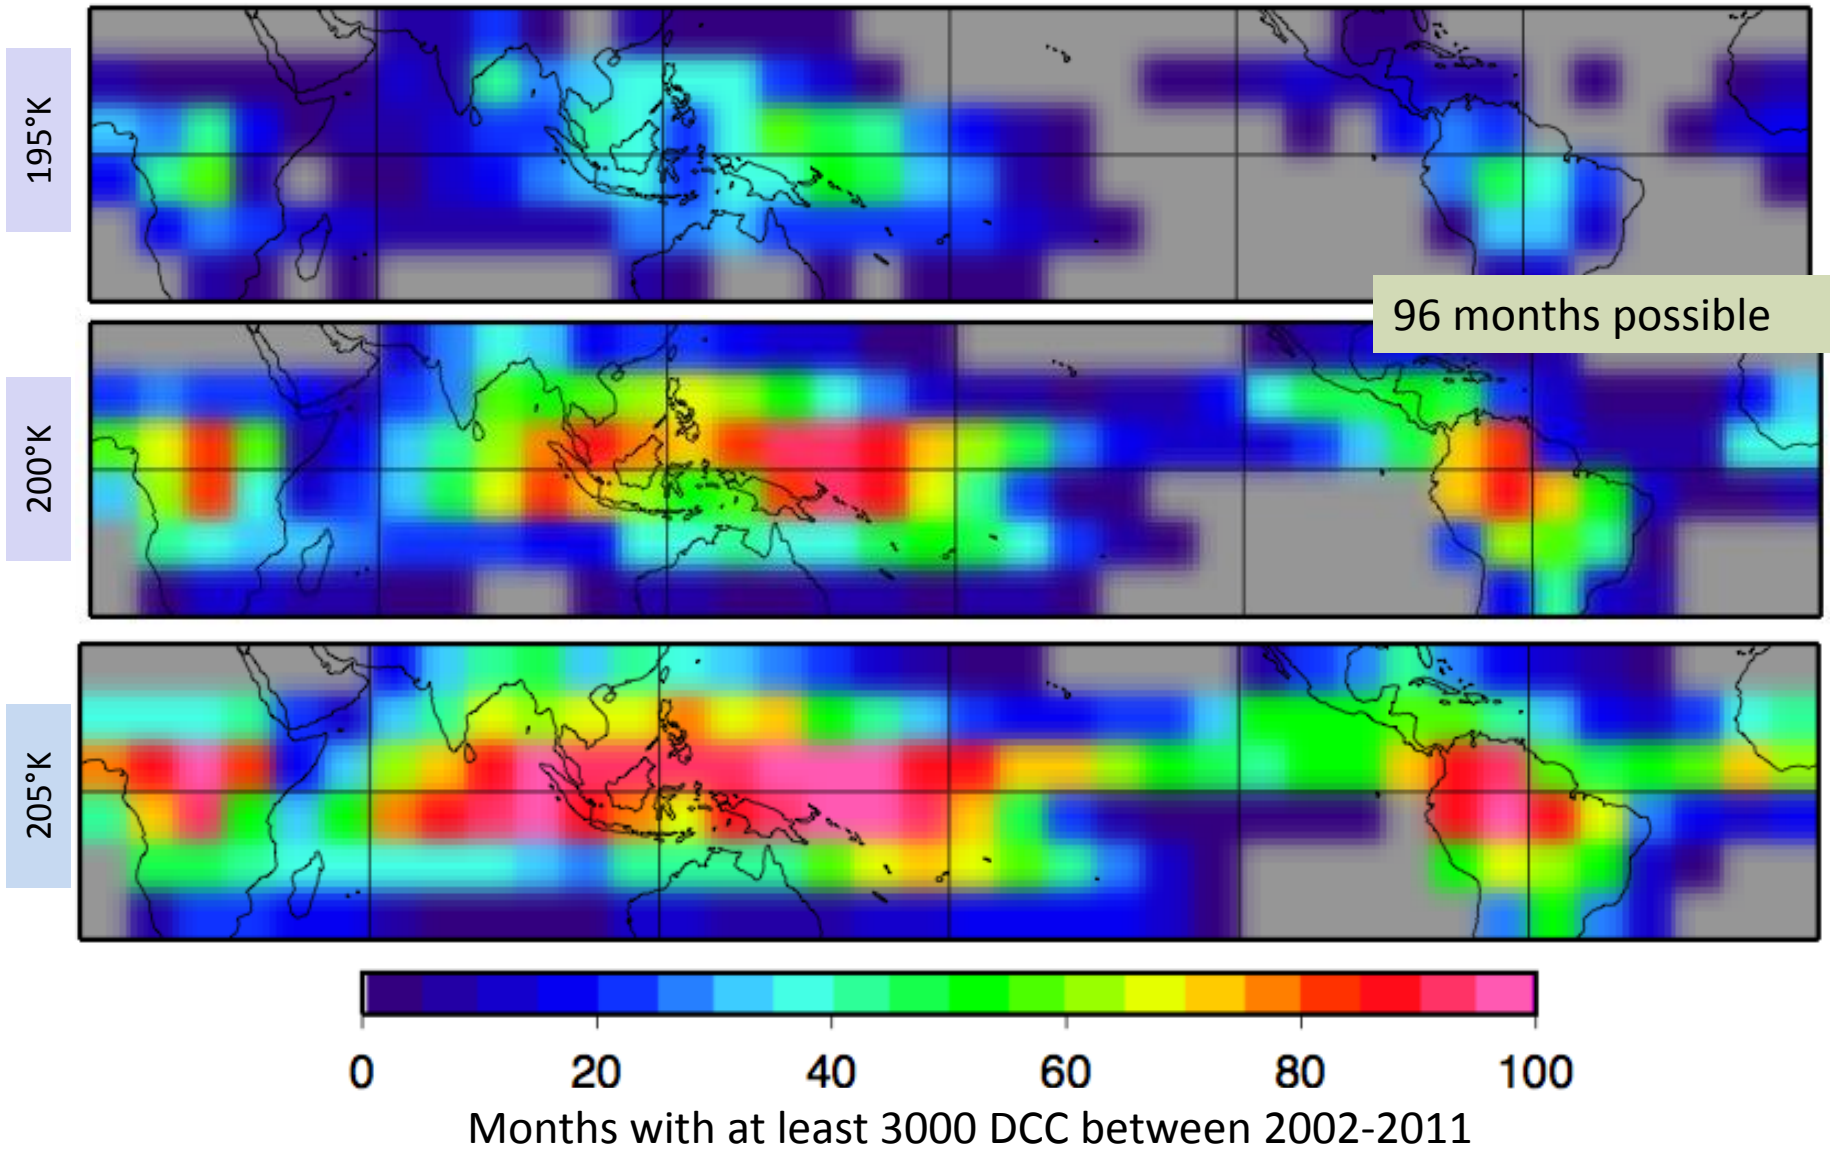 195°K
96 months possible
200°K
205°K
0 20 40 60 80 100
Months with at least 3000 DCC between 2002-2011